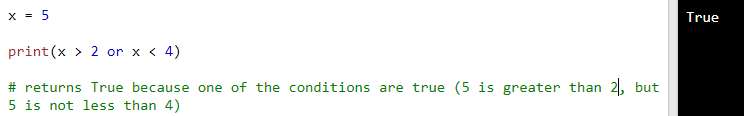 x = 5
print(x > 2 or x < 4)
# returns True because one of the conditions are true (5 is greater than 2, but
5 is not less than 4)
True